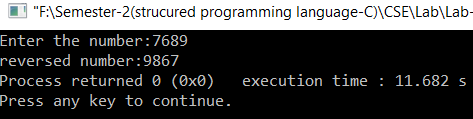 "F:\Semester-2(strucured programming language-C)\CSE\Lab\Lab-
Enter the number:7689
reversed number:9867
Process returned 0 (0x0)   execution time : 11.682 s
Press any key to continue.